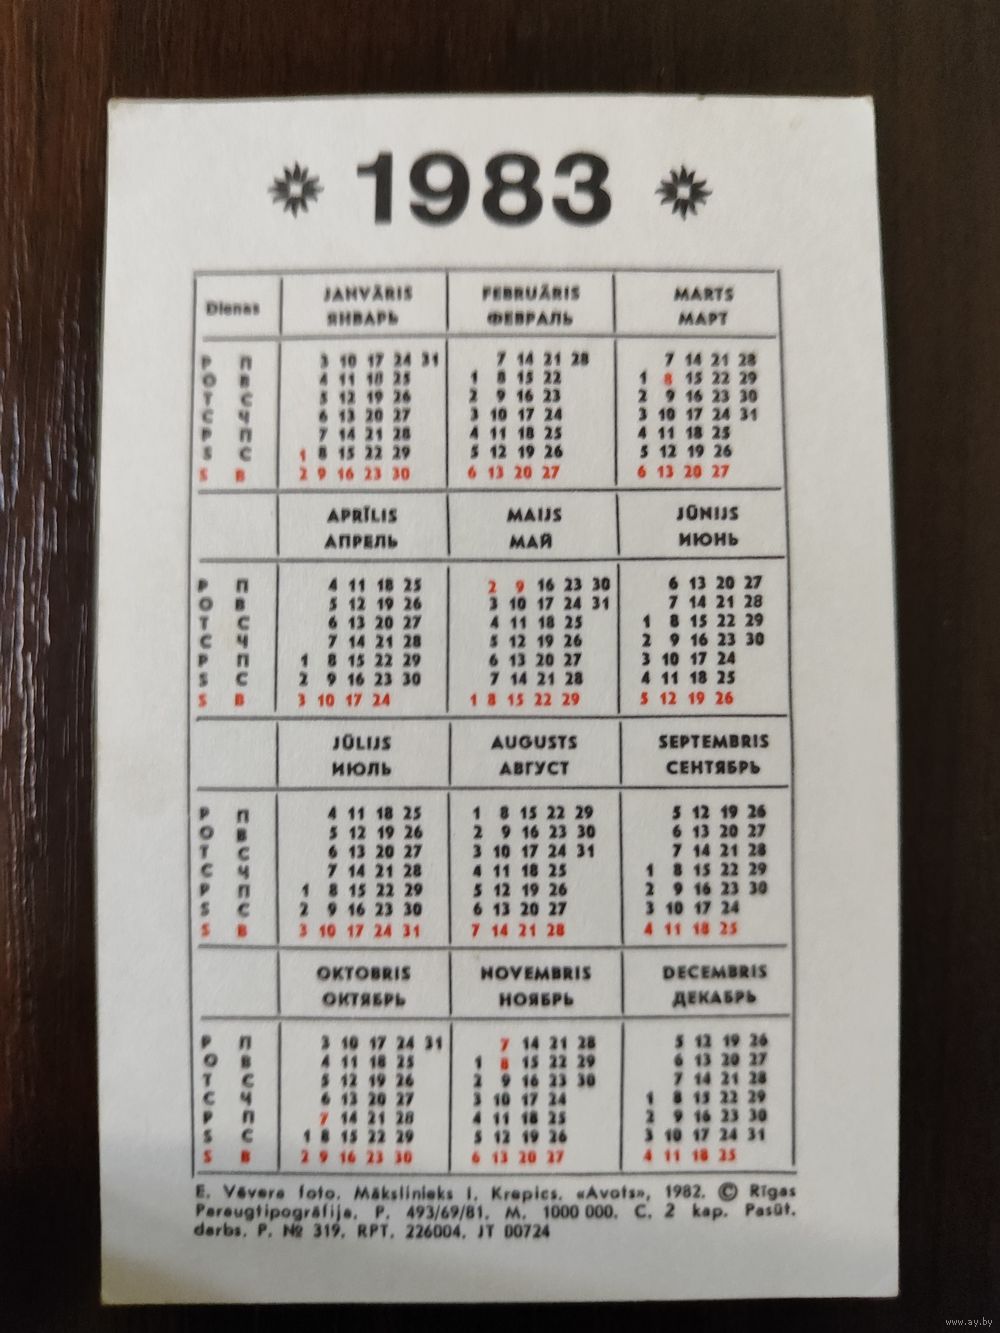 1983
Dienas JANVĀRIS FEBRUĀRIS MARTS
ЯНВАРЬ ФЕВРАЛЬ МАРТ
P П 3 10 17 24 31 7 14 21 28 7 14 21 28
O В 4 11 18 25 1 8 15 22 1 8 15 22 29
T С 5 12 19 26 2 9 16 23 2 9 16 23 30
C Ч 6 13 20 27 3 10 17 24 3 10 17 24 31
P П 7 14 21 28 4 11 18 25 4 11 18 25
S С 1 8 15 22 29 5 12 19 26 5 12 19 26
S В 2 9 16 23 30 6 13 20 27 6 13 20 27
APRĪLIS MAIJS JŪNIJS
АПРЕЛЬ МАЙ ИЮНЬ
P П 4 11 18 25 2 9 16 23 30 6 13 20 27
O В 5 12 19 26 3 10 17 24 31 7 14 21 28
T С 6 13 20 27 4 11 18 25 1 8 15 22 29
C Ч 7 14 21 28 5 12 19 26 2 9 16 23 30
P П 1 8 15 22 29 6 13 20 27 3 10 17 24
S С 2 9 16 23 30 7 14 21 28 4 11 18 25
S В 3 10 17 24 1 8 15 22 29 5 12 19 26
JŪLIJS AUGUSTS SEPTEMBRIS
ИЮЛЬ АВГУСТ СЕНТЯБРЬ
P П 4 11 18 25 1 8 15 22 29 5 12 19 26
O В 5 12 19 26 2 9 16 23 30 6 13 20 27
T С 6 13 20 27 3 10 17 24 31 7 14 21 28
C Ч 7 14 21 28 4 11 18 25 1 8 15 22 29
P П 1 8 15 22 29 5 12 19 26 2 9 16 23 30
S С 2 9 16 23 30 6 13 20 27 3 10 17 24
S В 3 10 17 24 31 7 14 21 28 4 11 18 25
OKTOBRIS NOVEMBRIS DECEMBRIS
ОКТЯБРЬ НОЯБРЬ ДЕКАБРЬ
P П 3 10 17 24 31 7 14 21 28 5 12 19 26
O В 4 11 18 25 1 8 15 22 29 6 13 20 27
T С 5 12 19 26 2 9 16 23 30 7 14 21 28
C Ч 6 13 20 27 3 10 17 24 1 8 15 22 29
P П 7 14 21 28 4 11 18 25 2 9 16 23 30
S С 1 8 15 22 29 5 12 19 26 3 10 17 24 31
S В 2 9 16 23 30 6 13 20 27 4 11 18 25
E. Vēvere foto. Mākslinieks I. Krepics. «Avots», 1982. © Rīgas
Paraugtipogrāfija. P. 493/69/81. M. 1000 000. C. 2 kap. Pasūt.
darbs. P. № 319. RPT. 226004. JT 00724
www.ay.by